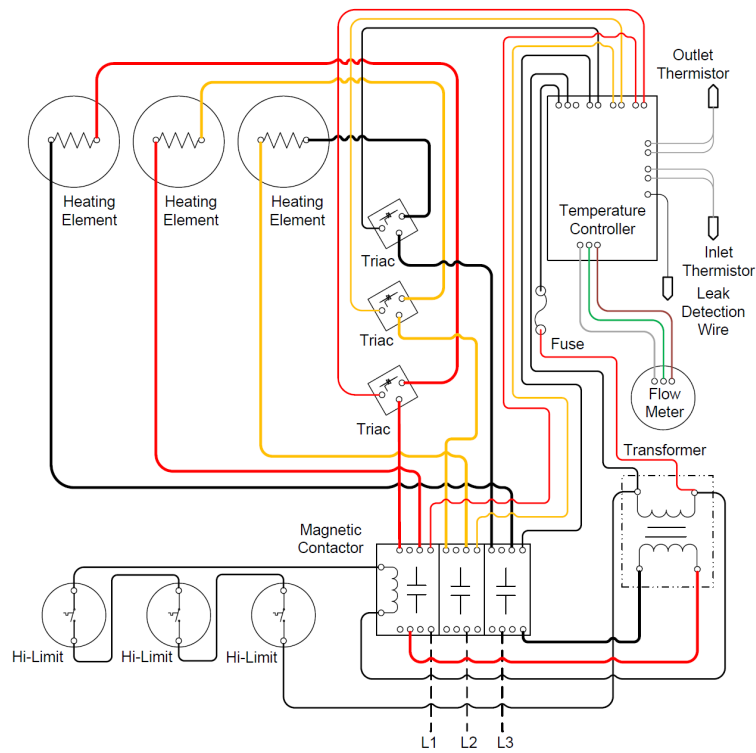 Outlet
Thermistor
Heating
Element
Heating
Element
Heating
Element
Temperature
Controller
Triac
Inlet
Thermistor
Leak
Detection
Wire
Triac
Fuse
Flow
Meter
Triac
Transformer
Magnetic
Contactor
Hi-Limit
Hi-Limit
Hi-Limit
L1
L2
L3